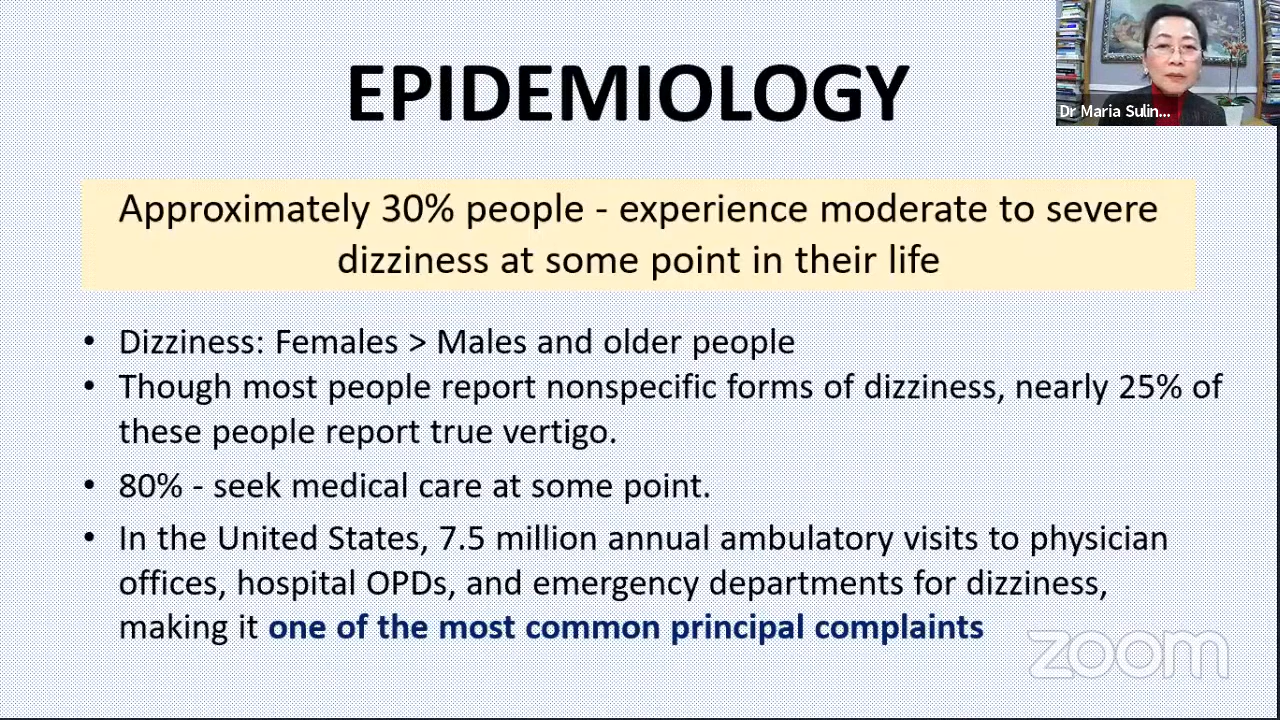 EPIDEMIOLOGY
Dr Maria Sulin...
Approximately 30% people - experience moderate to severe
dizziness at some point in their life
• Dizziness: Females > Males and older people
• Though most people report nonspecific forms of dizziness, nearly 25% of
these people report true vertigo.
• 80% - seek medical care at some point.
• In the United States, 7.5 million annual ambulatory visits to physician
offices, hospital OPDs, and emergency departments for dizziness,
making it one of the most common principal complaints
zoom